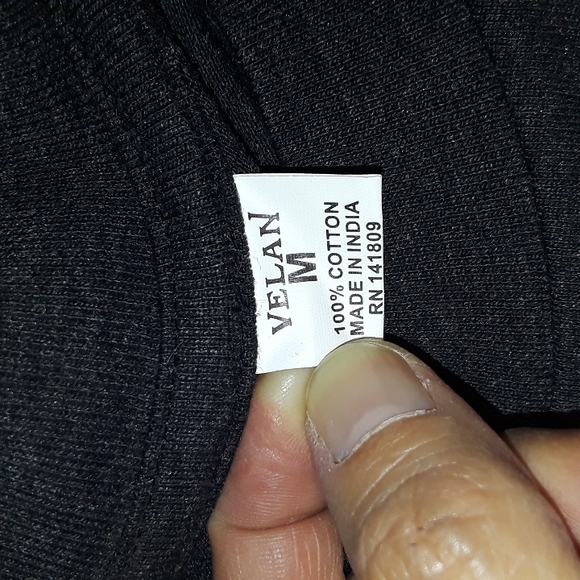 VELAN
M
100% COTTON
MADE IN INDIA
RN 141809